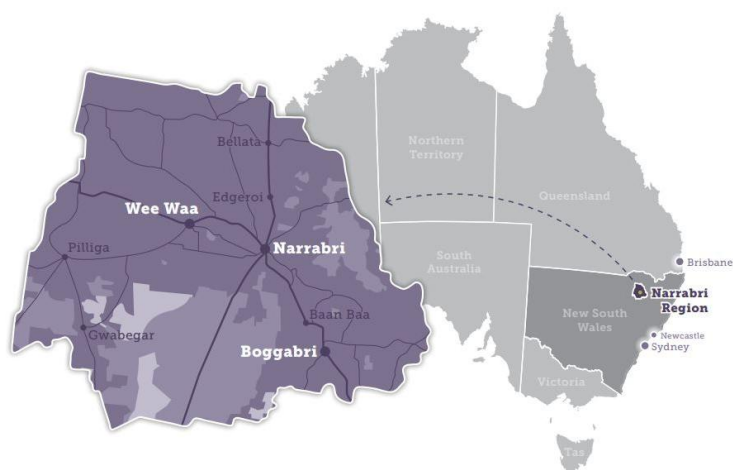 Bellata
Edgeroi
Wee Waa
Narrabri
Pilliga
Baan Baa
Gwabegar
Boggabri
Northern
Territory
Queensland
South
Australia
Brisbane
Narrabri
Region
New South
Wales
Newcastle
Sydney
Victoria
Tas